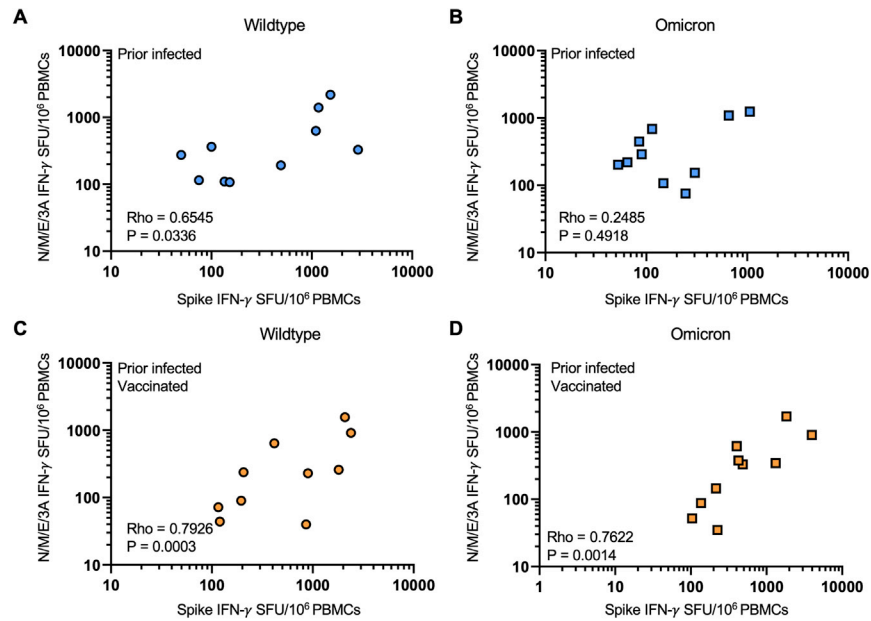 A
Wildtype
Prior infected
10000
1000
100
10
N/M/E/3A IFN-γ SFU/10⁶ PBMCs
Rho = 0.6545
P = 0.0336
10 100 1000 10000
Spike IFN-γ SFU/10⁶ PBMCs
B
Omicron
Prior infected
10000
1000
100
10
N/M/E/3A IFN-γ SFU/10⁶ PBMCs
Rho = 0.2485
P = 0.4918
10 100 1000 10000
Spike IFN-γ SFU/10⁶ PBMCs
C
Wildtype
Prior infected
Vaccinated
10000
1000
100
10
N/M/E/3A IFN-γ SFU/10⁶ PBMCs
Rho = 0.7926
P = 0.0003
10 100 1000 10000
Spike IFN-γ SFU/10⁶ PBMCs
D
Omicron
Prior infected
Vaccinated
10000
1000
100
10
N/M/E/3A IFN-γ SFU/10⁶ PBMCs
Rho = 0.7622
P = 0.0014
1 10 100 1000 10000
Spike IFN-γ SFU/10⁶ PBMCs